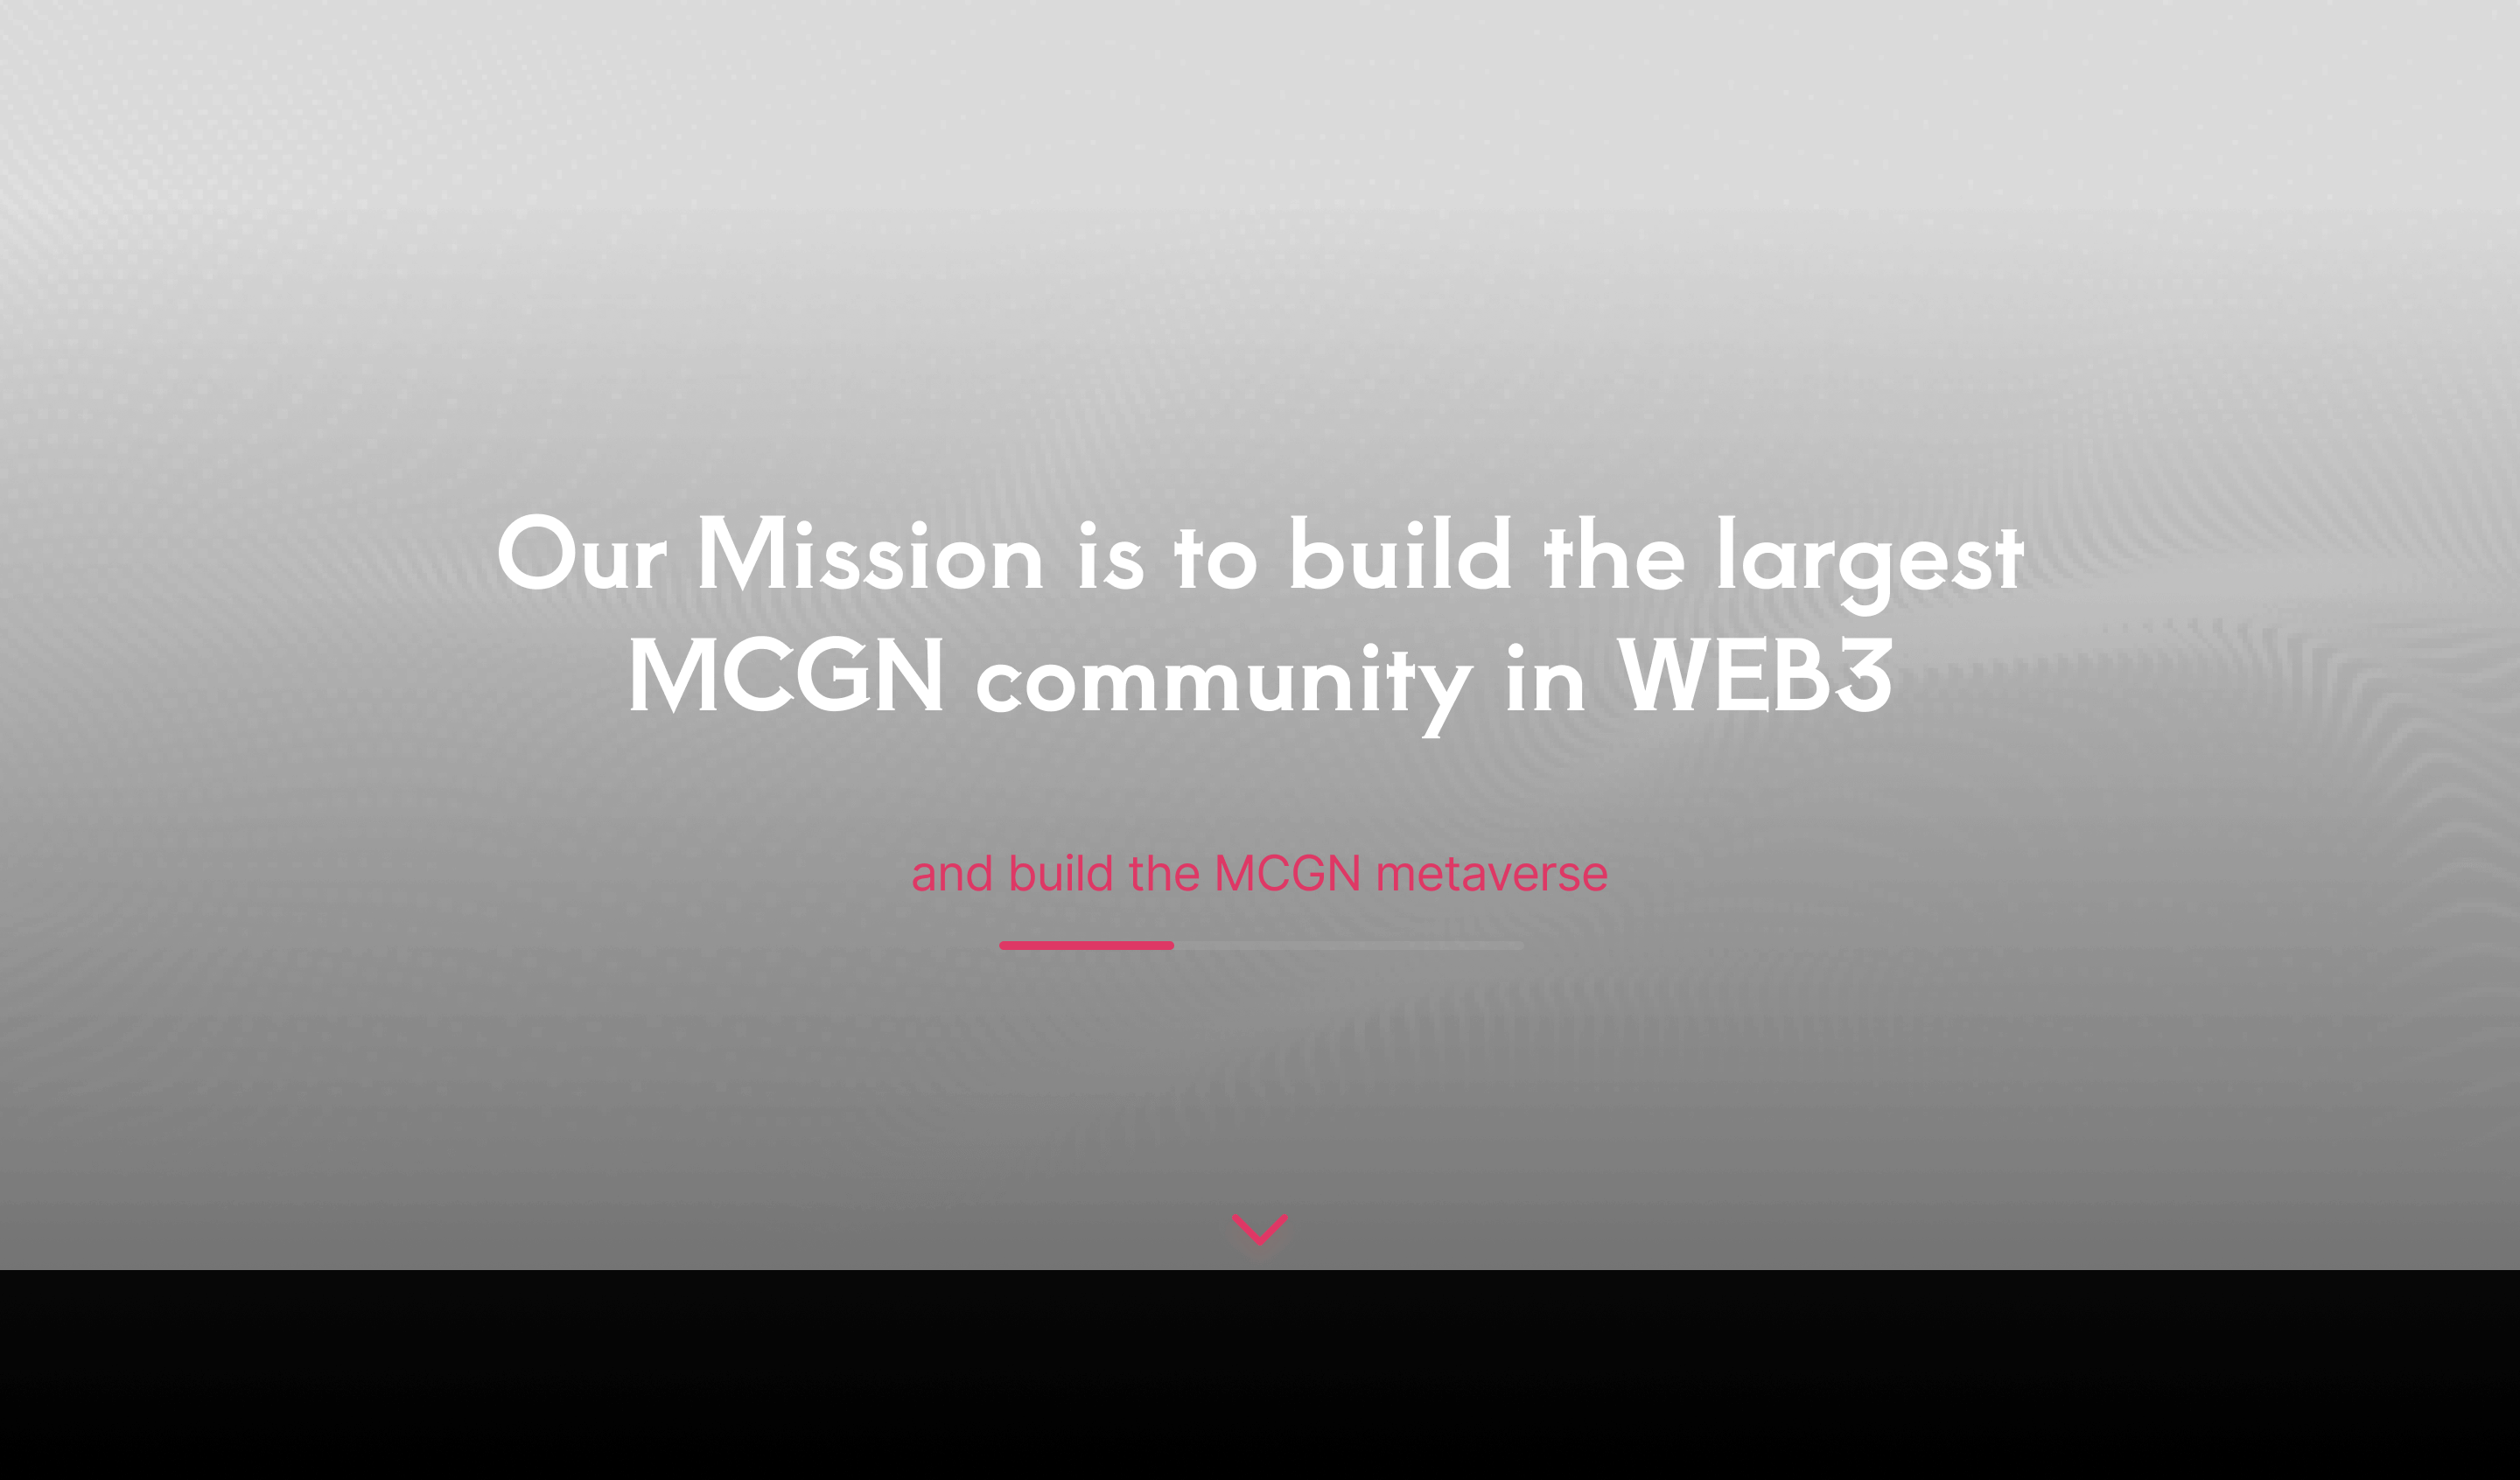 Our Mission is to build the largest
MCGN community in WEB3
and build the MCGN metaverse